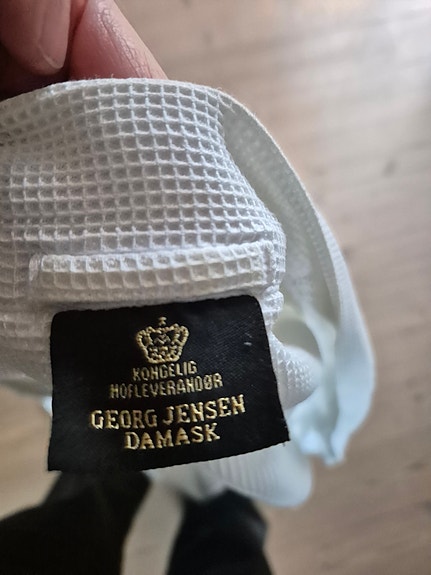 KONGELIG
HOFLEVERANDØR
GEORG JENSEN
DAMASK